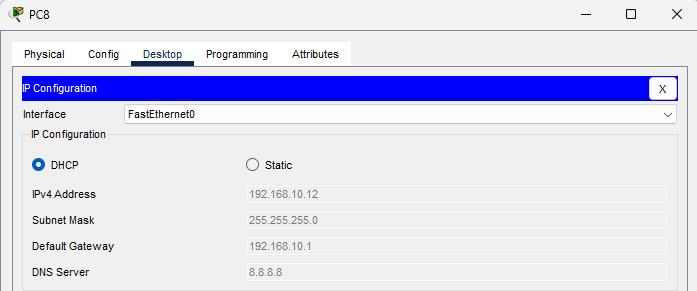 PC8
Physical Config Desktop Programming Attributes
IP Configuration X
Interface FastEthernet0
IP Configuration
DHCP Static
IPv4 Address 192.168.10.12
Subnet Mask 255.255.255.0
Default Gateway 192.168.10.1
DNS Server 8.8.8.8